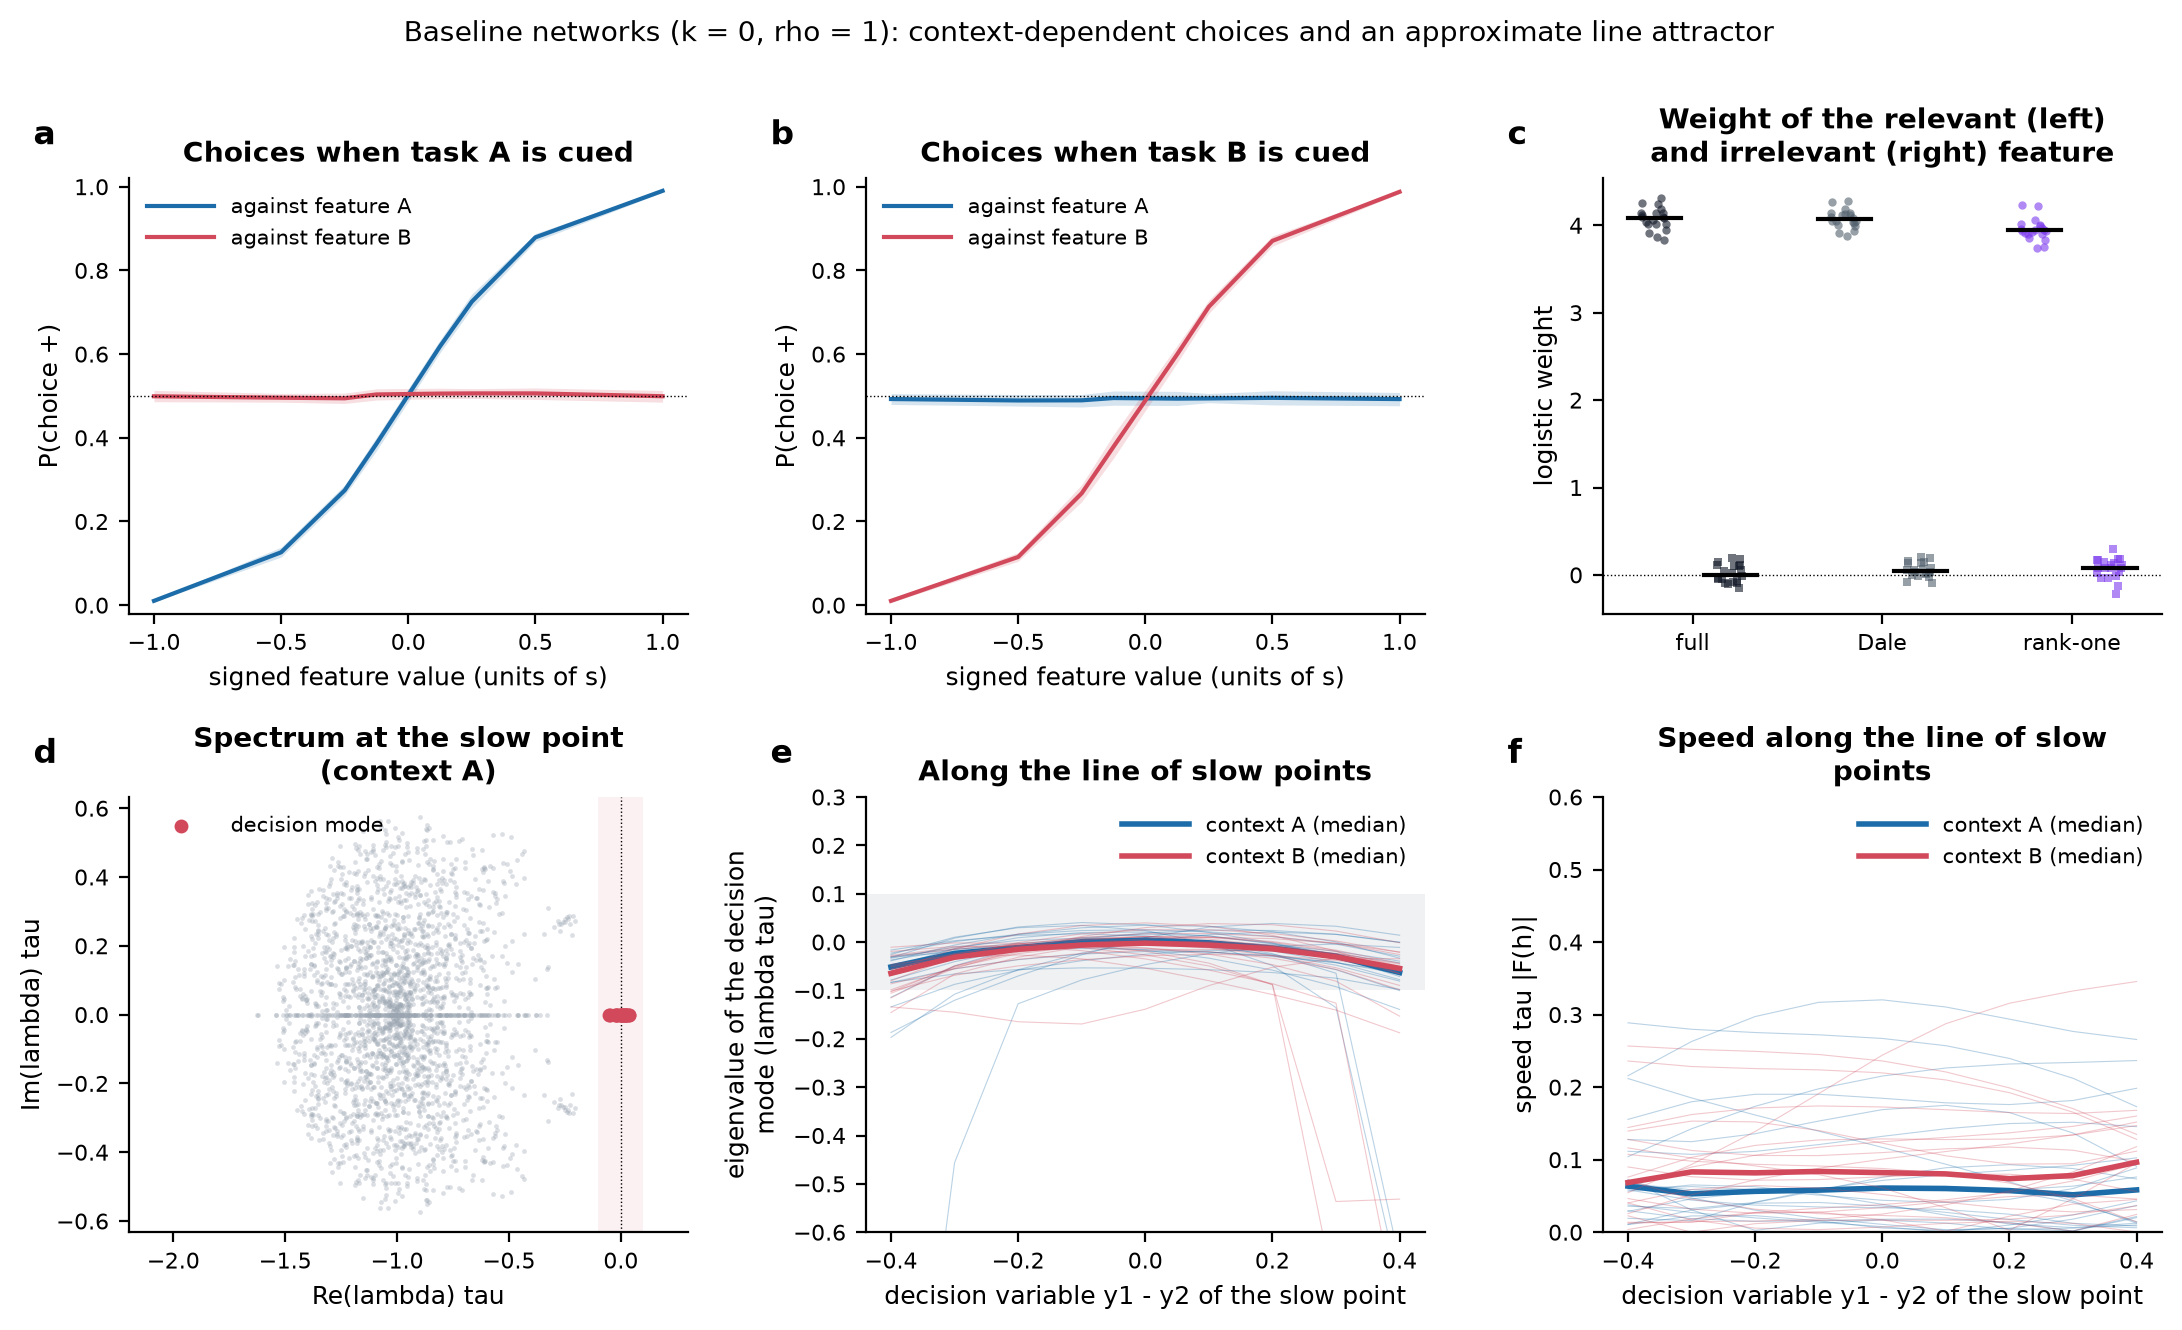 Baseline networks (k = 0, rho = 1): context-dependent choices and an approximate line attractor
a
Choices when task A is cued
against feature A
against feature B
P(choice +)
1.0
0.8
0.6
0.4
0.2
0.0
−1.0
−0.5
0.0
0.5
1.0
signed feature value (units of s)
b
Choices when task B is cued
against feature A
against feature B
P(choice +)
1.0
0.8
0.6
0.4
0.2
0.0
−1.0
−0.5
0.0
0.5
1.0
signed feature value (units of s)
c
Weight of the relevant (left)
and irrelevant (right) feature
logistic weight
4
3
2
1
0
full
Dale
rank-one
d
Spectrum at the slow point
(context A)
decision mode
Im(lambda) tau
0.6
0.4
0.2
0.0
−0.2
−0.4
−0.6
−2.0
−1.5
−1.0
−0.5
0.0
Re(lambda) tau
e
Along the line of slow points
context A (median)
context B (median)
eigenvalue of the decision
mode (lambda tau)
0.3
0.2
0.1
0.0
−0.1
−0.2
−0.3
−0.4
−0.5
−0.6
−0.4
−0.2
0.0
0.2
0.4
decision variable y1 - y2 of the slow point
f
Speed along the line of slow
points
context A (median)
context B (median)
speed tau |F(h)|
0.6
0.5
0.4
0.3
0.2
0.1
0.0
−0.4
−0.2
0.0
0.2
0.4
decision variable y1 - y2 of the slow point